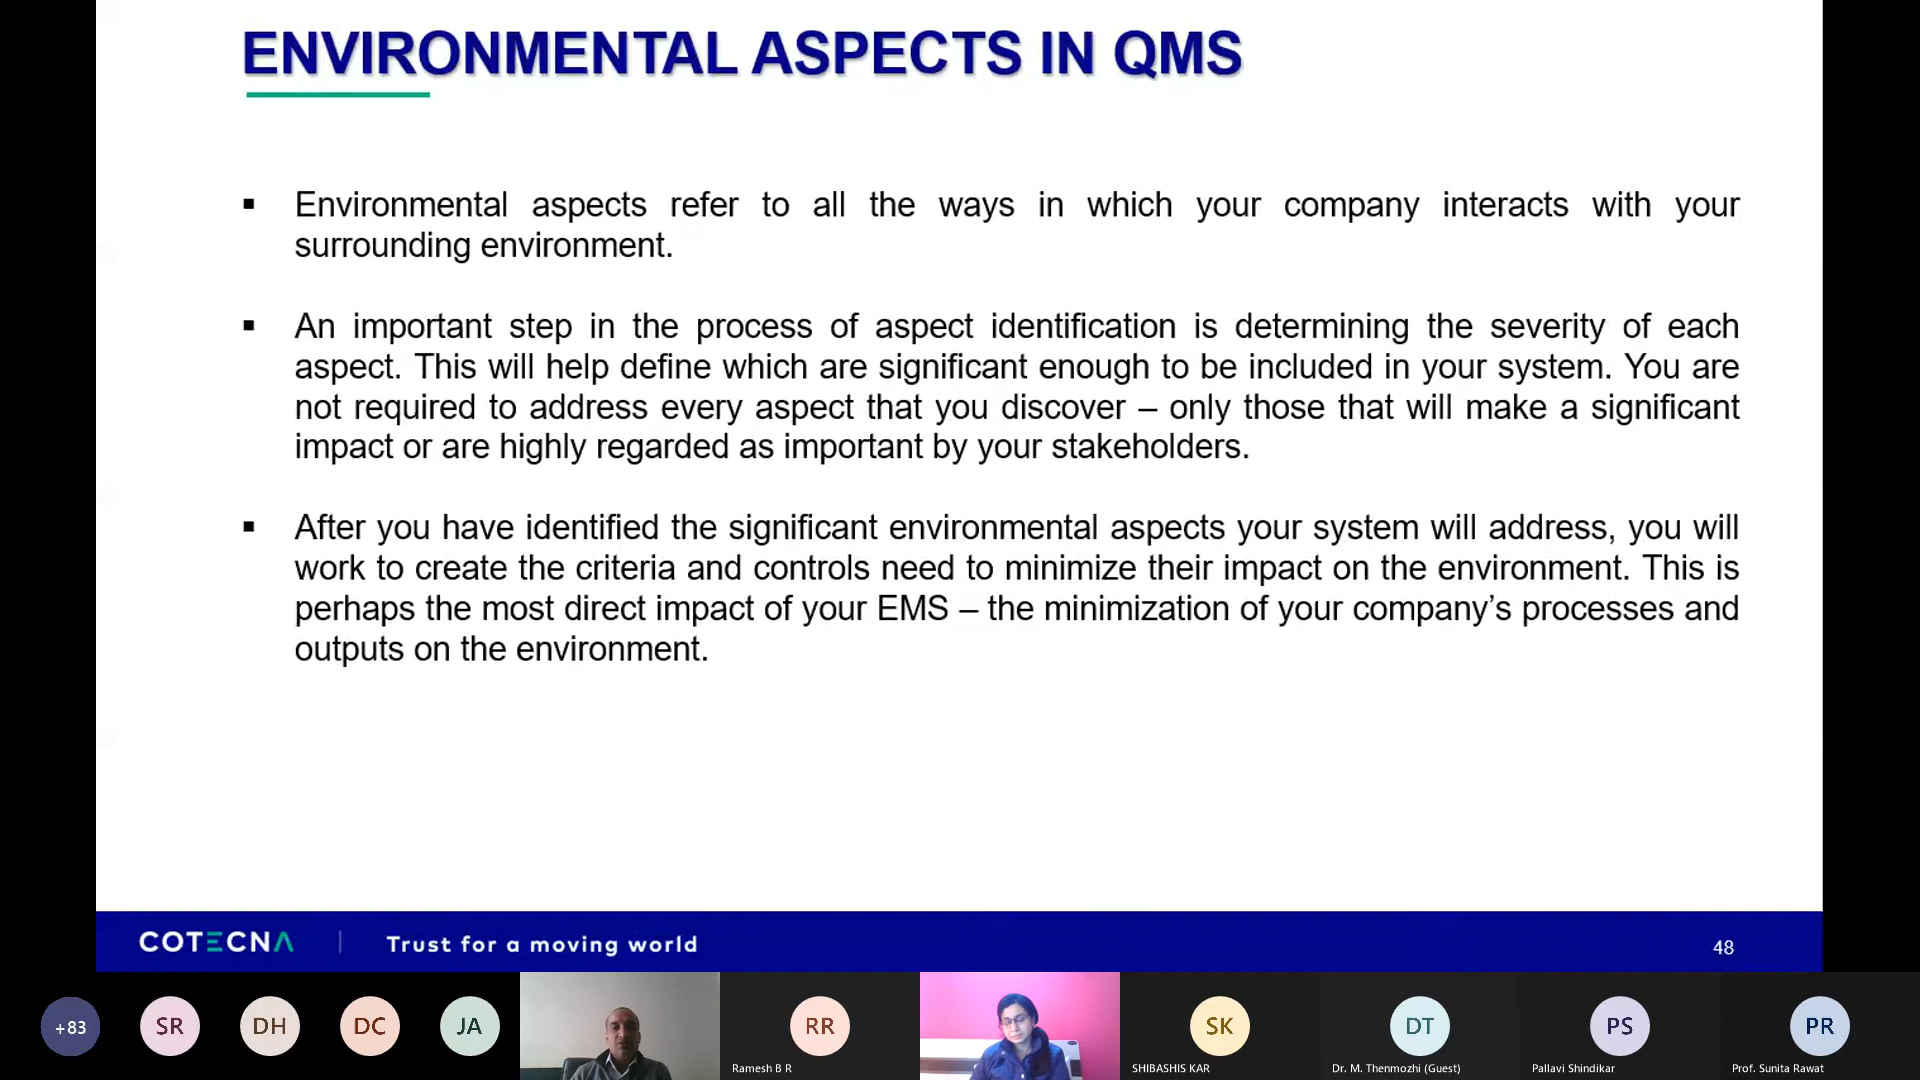 ENVIRONMENTAL ASPECTS IN QMS
▪ Environmental aspects refer to all the ways in which your company interacts with your
surrounding environment.
▪ An important step in the process of aspect identification is determining the severity of each
aspect. This will help define which are significant enough to be included in your system. You are
not required to address every aspect that you discover – only those that will make a significant
impact or are highly regarded as important by your stakeholders.
▪ After you have identified the significant environmental aspects your system will address, you will
work to create the criteria and controls need to minimize their impact on the environment. This is
perhaps the most direct impact of your EMS – the minimization of your company’s processes and
outputs on the environment.
COTECNA | Trust for a moving world
48
+83
SR
DH
DC
JA
RR
Ramesh B R
SK
SHIBASHIS KAR
DT
Dr. M. Thenmozhi (Guest)
PS
Pallavi Shindikar
PR
Prof. Sunita Rawat